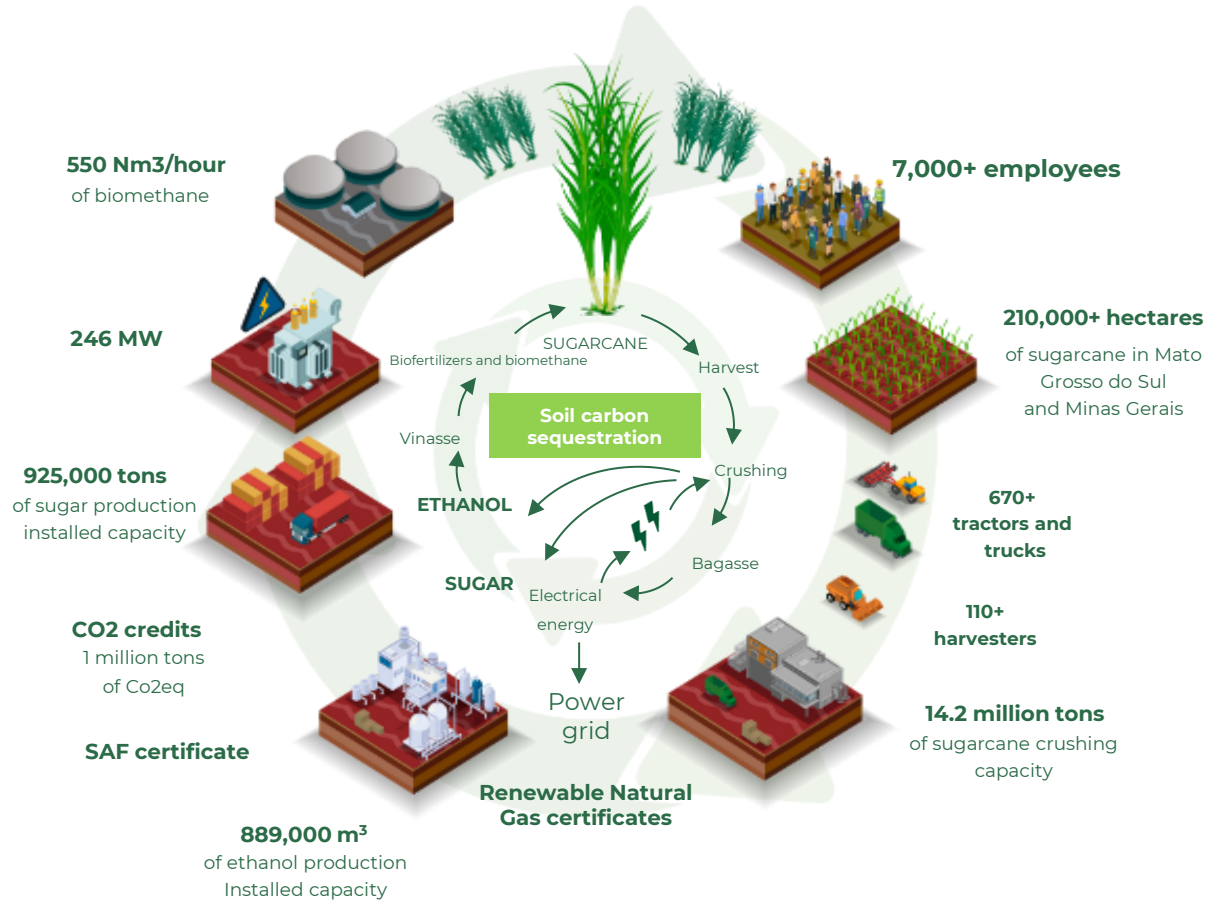 550 Nm3/hour
of biomethane
7,000+ employees
246 MW
210,000+ hectares
of sugarcane in Mato
Grosso do Sul
and Minas Gerais
SUGARCANE
Biofertilizers and biomethane
Harvest
Soil carbon
sequestration
Vinasse
Crushing
ETHANOL
925,000 tons
of sugar production
installed capacity
670+
tractors and
trucks
Bagasse
SUGAR
Electrical
energy
110+
harvesters
CO2 credits
1 million tons
of Co2eq
Power
grid
14.2 million tons
of sugarcane crushing
capacity
SAF certificate
Renewable Natural
Gas certificates
889,000 m³
of ethanol production
Installed capacity